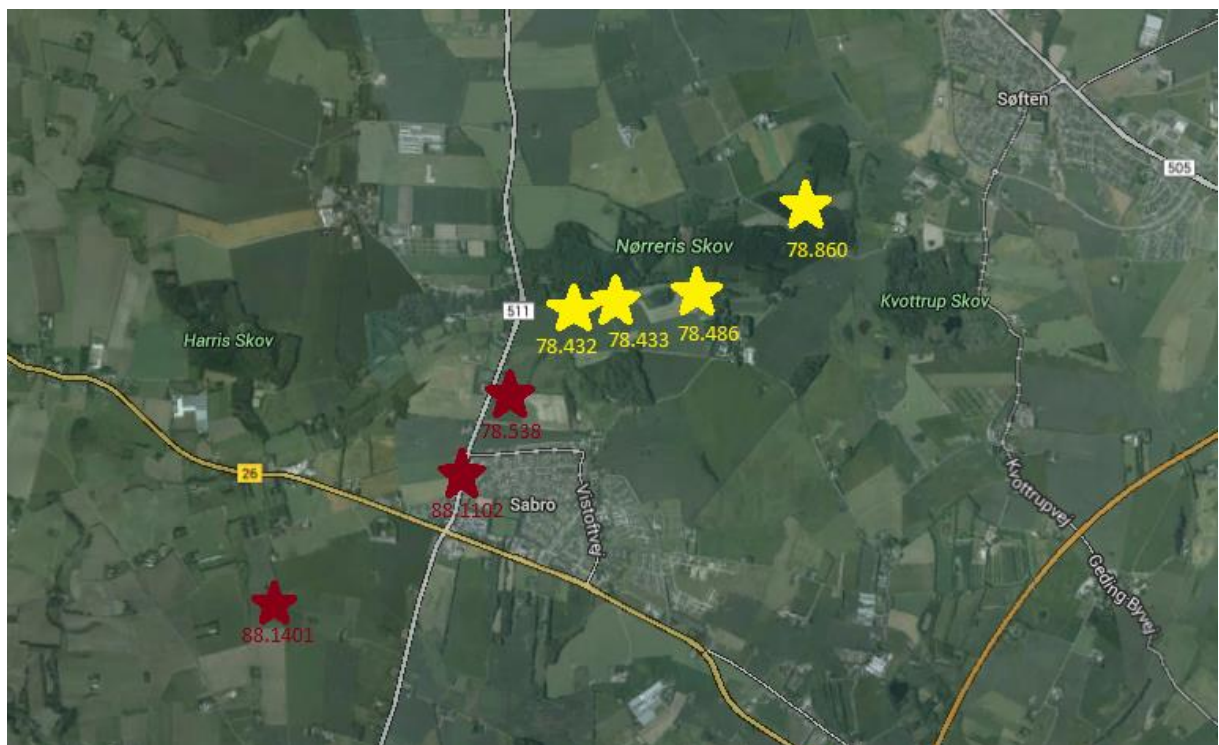 Søften
505
78.860
Nørreris Skov
Kvottrup Skov
511
78.432
78.433
78.486
Harris Skov
78.538
26
88.1102
Sabro
Vistoftvej
Kvottrupvej
Geding Byvej
88.1401